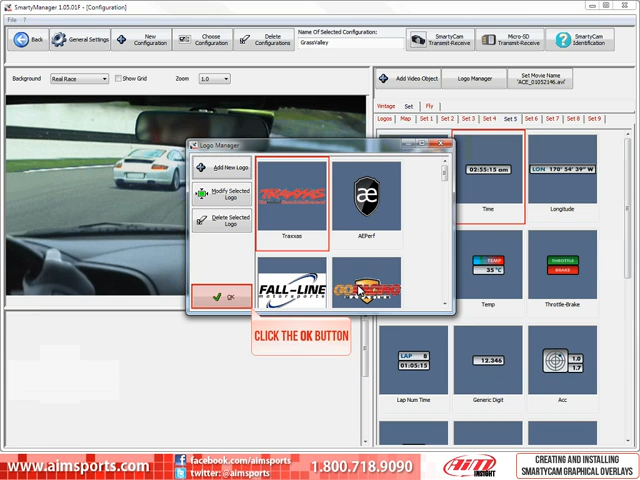 SmartyManager 1.05.01F - [Configuration]
File ?
Back
General Settings
New Configuration
Choose Configuration
Delete Configurations
Name Of Selected Configuration:
GrassValley
SmartyCam Transmit-Receive
Micro-SD Transmit-Receive
SmartyCam Identification
Background
Real Race
Show Grid
Zoom
1.0
Add Video Object
Logo Manager
Set Movie Name "ACE_01052146.avi"
Vintage Set Fly
Logos Map Set 1 Set 2 Set 3 Set 4 Set 5 Set 6 Set 7 Set 8 Set 9
02:55:15 am
Time
LON 170° 54' 39" W
Longitude
TEMP
35 °C
Temp
THROTTLE
BRAKE
Throttle-Brake
LAP 8
01:05:15
Lap Num Time
12.346
Generic Digit
1.0
1.7
Acc
Logo Manager
Add New Logo
Modify Selected Logo
Delete Selected Logo
OK
TRAXXAS
Traxxas
æ
AEPerf
FALL-LINE
motorsports
CLICK THE OK BUTTON
www.aimsports.com
facebook.com/aimsports
twitter: @aimsports
1.800.718.9090
AiM
INSIGHT
CREATING AND INSTALLING
SMARTYCAM GRAPHICAL OVERLAYS